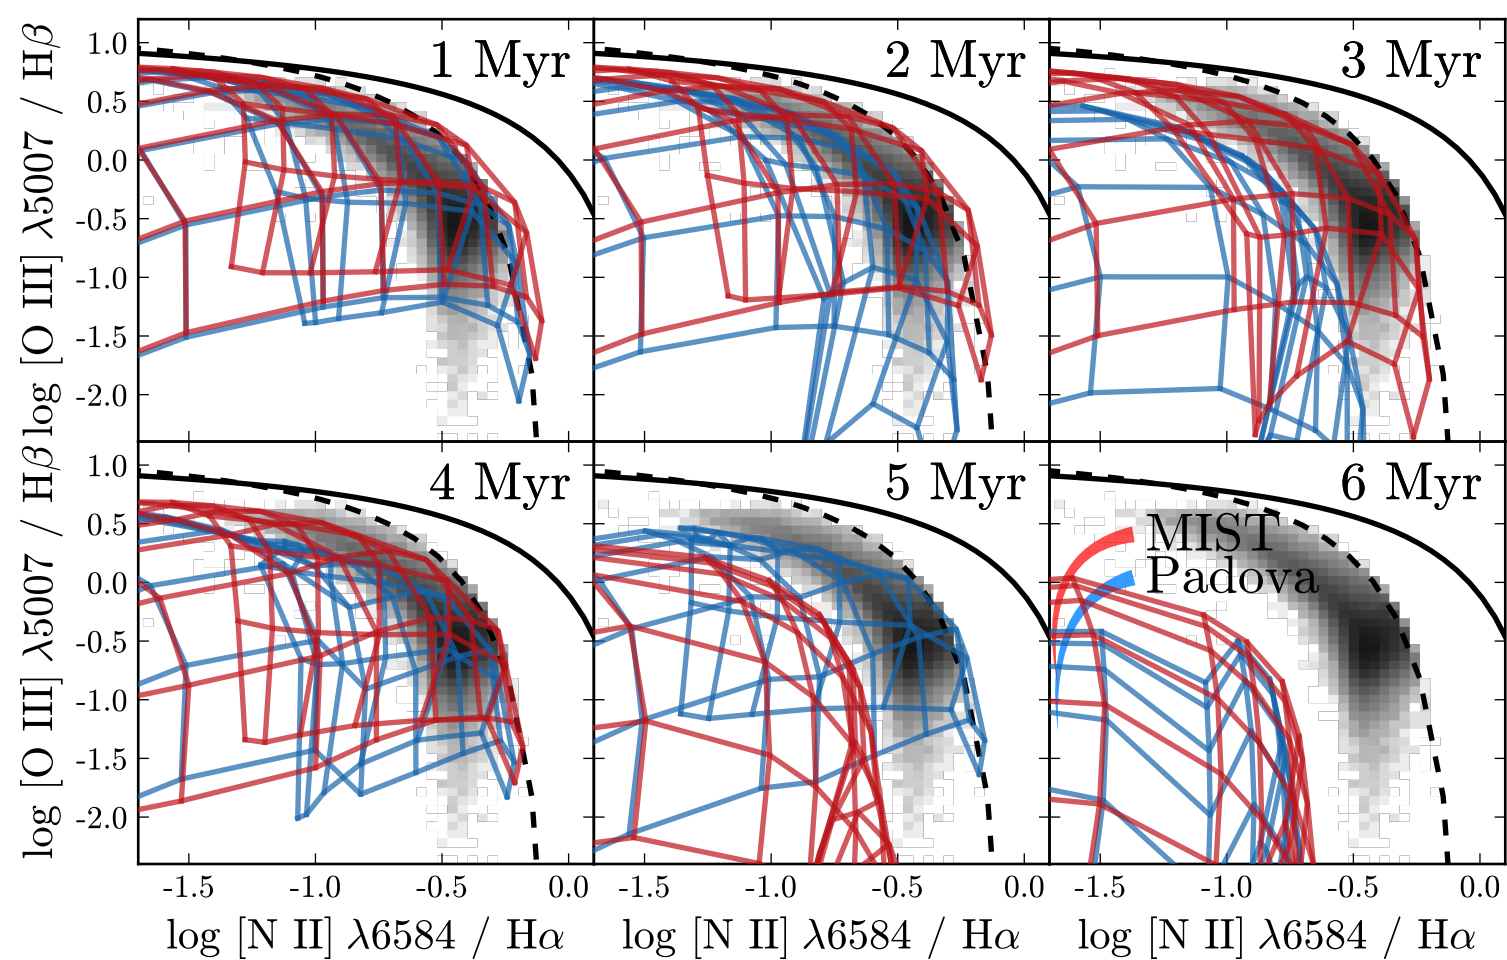 log [O III] λ5007 / Hβ
1.0
0.5
0.0
-0.5
-1.0
-1.5
-2.0
1 Myr
2 Myr
3 Myr
log [O III] λ5007 / Hβ
1.0
0.5
0.0
-0.5
-1.0
-1.5
-2.0
4 Myr
5 Myr
6 Myr
MIST
Padova
-1.5 -1.0 -0.5 0.0 -1.5 -1.0 -0.5 0.0 -1.5 -1.0 -0.5 0.0
log [N II] λ6584 / Hα log [N II] λ6584 / Hα log [N II] λ6584 / Hα